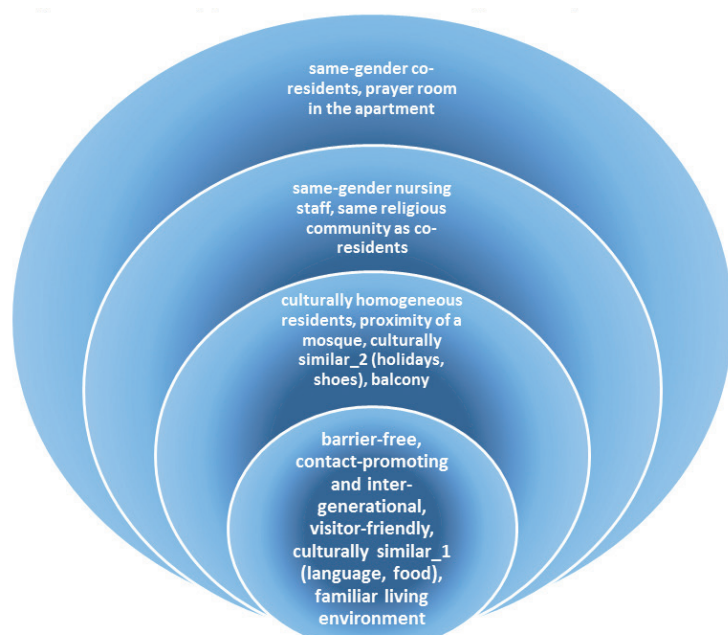 same-gender co-
residents, prayer room
in the apartment
same-gender nursing
staff, same religious
community as co-
residents
culturally homogeneous
residents, proximity of a
mosque, culturally
similar_2 (holidays,
shoes), balcony
barrier-free,
contact-promoting
and inter-
generational,
visitor-friendly,
culturally similar_1
(language, food),
familiar living
environment